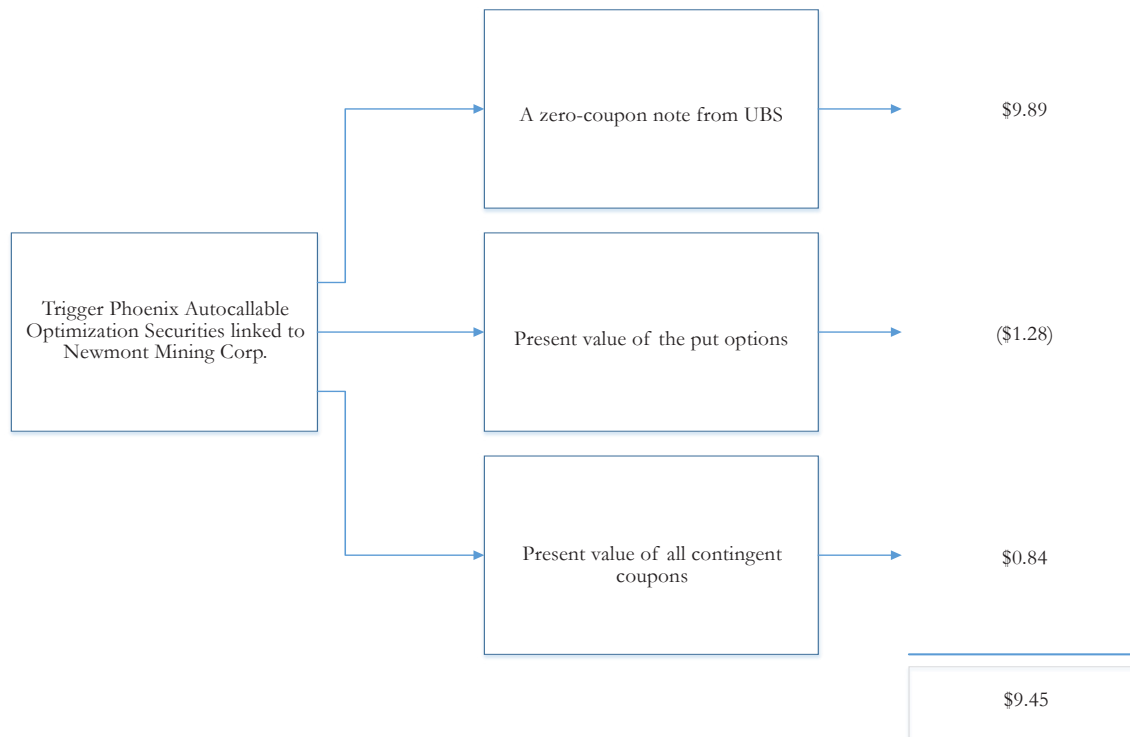 A zero-coupon note from UBS
$9.89
Trigger Phoenix Autocallable
Optimization Securities linked to
Newmont Mining Corp.
Present value of the put options
($1.28)
Present value of all contingent
coupons
$0.84
$9.45